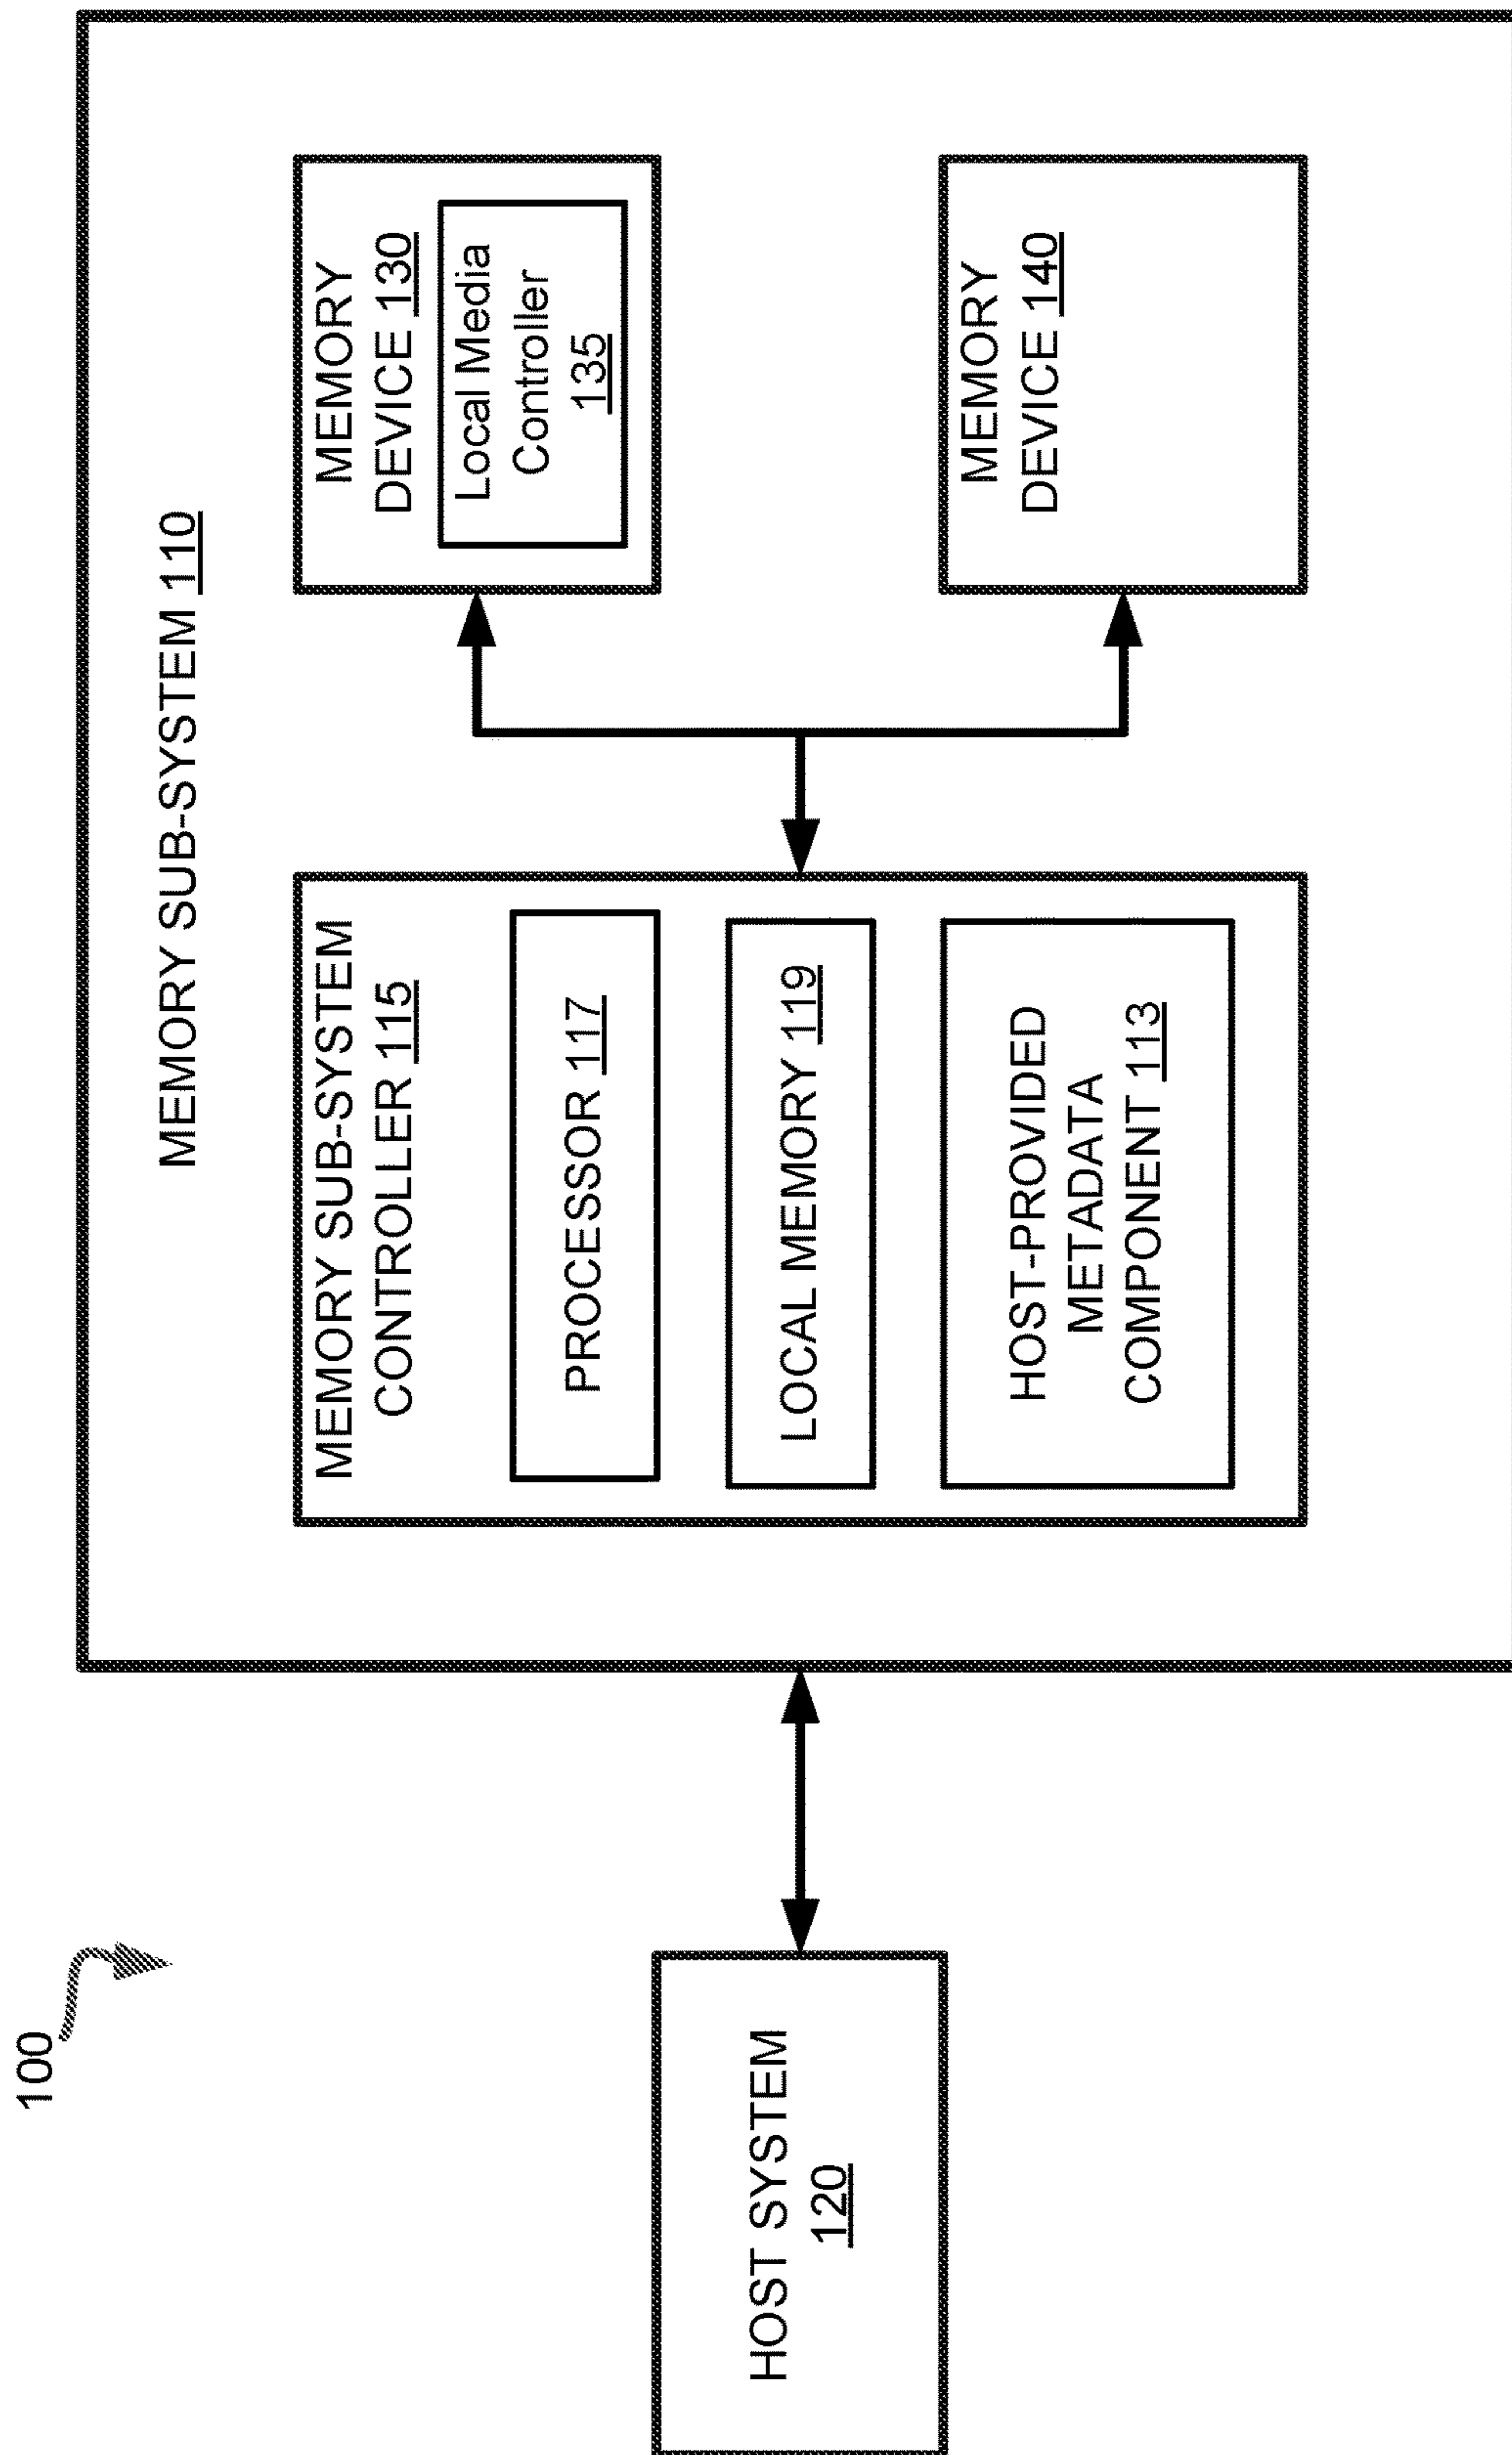 100
MEMORY SUB-SYSTEM 110
HOST SYSTEM
120
MEMORY SUB-SYSTEM
CONTROLLER 115
PROCESSOR 117
LOCAL MEMORY 119
HOST-PROVIDED
METADATA
COMPONENT 113
MEMORY
DEVICE 130
Local Media
Controller
135
MEMORY
DEVICE 140